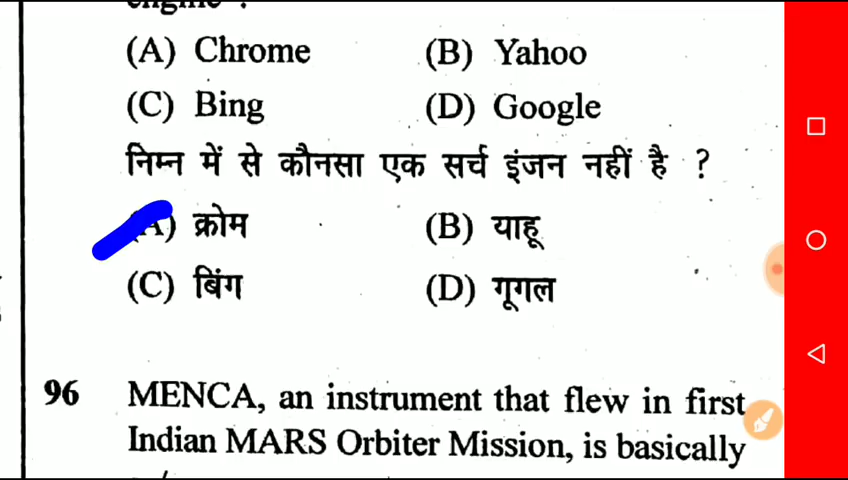 engine ?
(A) Chrome (B) Yahoo
(C) Bing (D) Google
निम्न में से कौनसा एक सर्च इंजन नहीं है ?
(A) क्रोम (B) याहू
(C) बिंग (D) गूगल
96 MENCA, an instrument that flew in first
Indian MARS Orbiter Mission, is basically